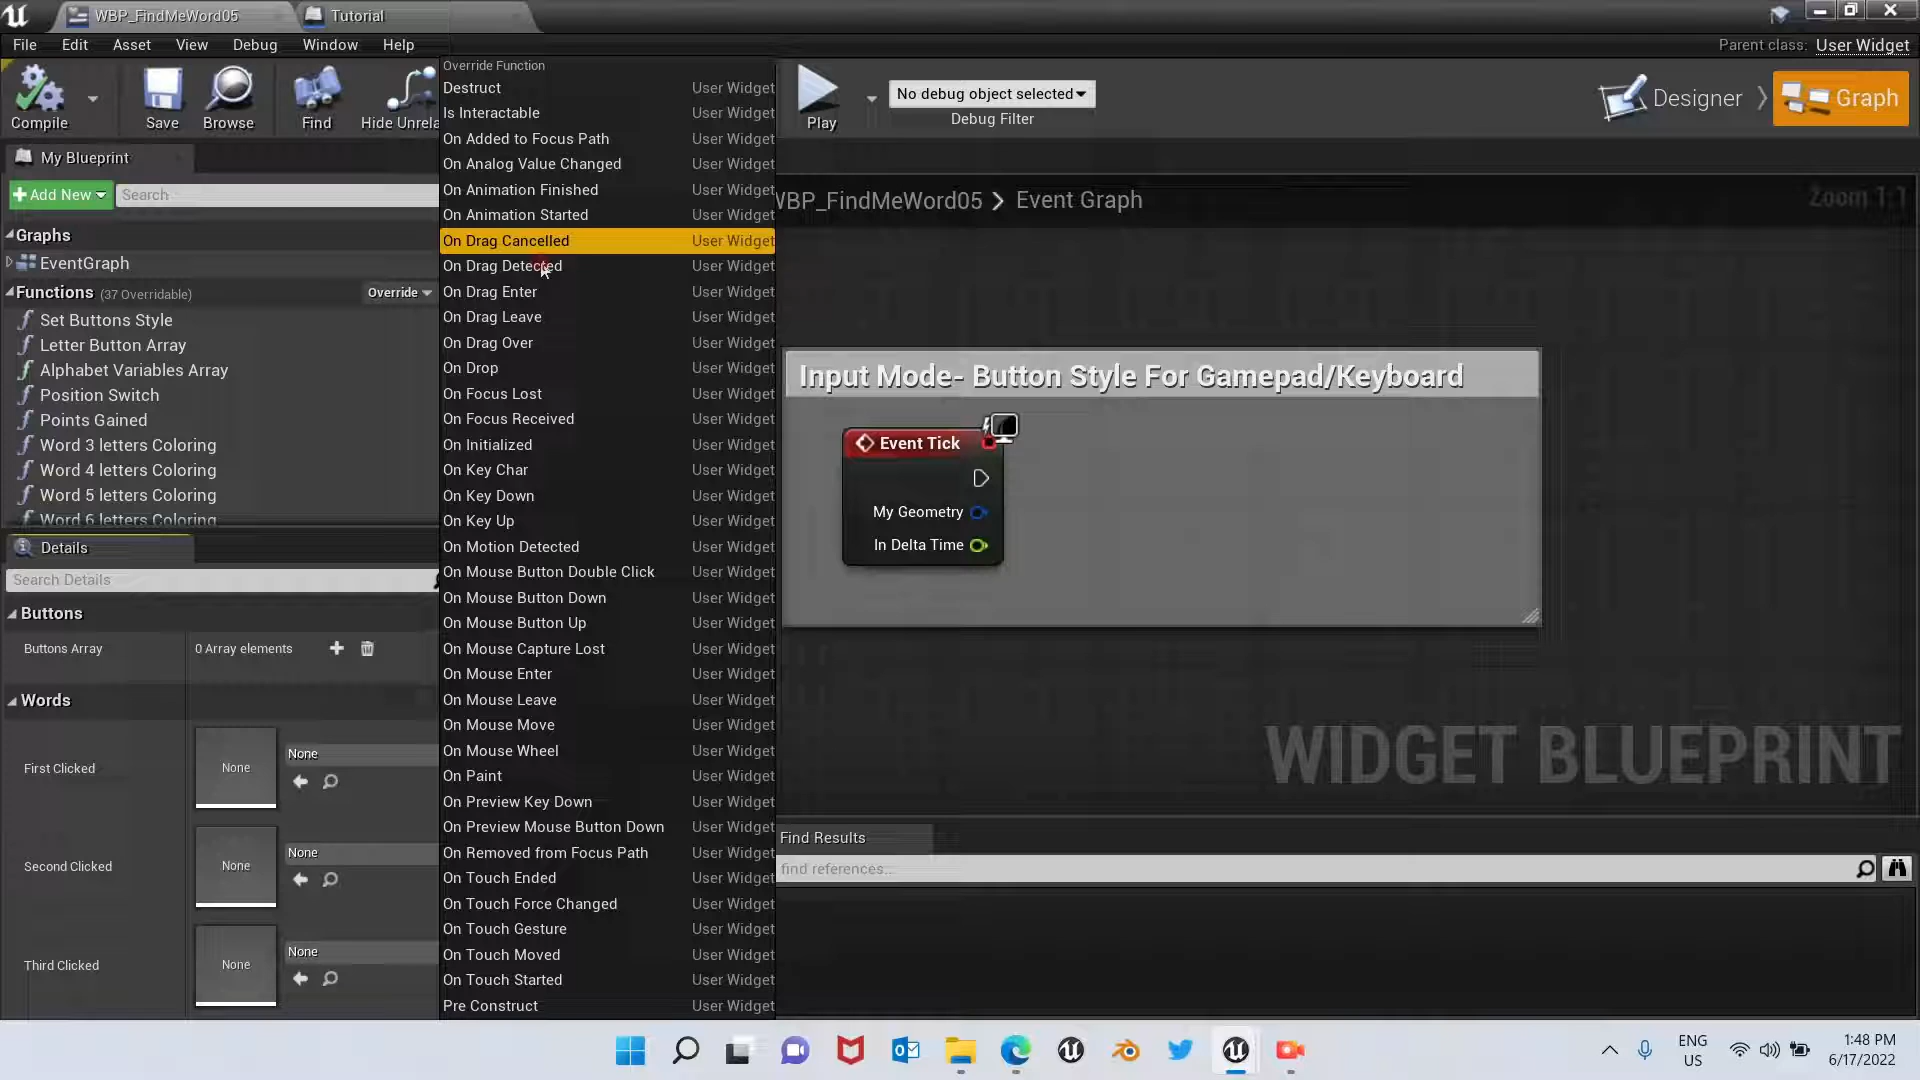 WBP_FindMeWord05
Tutorial
File Edit Asset View Debug Window Help
Parent class: User Widget
Compile
Save
Browse
Find
Hide Unrela
Play
No debug object selected
Debug Filter
Designer
Graph
My Blueprint
Add New
Search
Graphs
EventGraph
Functions (37 Overridable)
Override
Set Buttons Style
Letter Button Array
Alphabet Variables Array
Position Switch
Points Gained
Word 3 letters Coloring
Word 4 letters Coloring
Word 5 letters Coloring
Word 6 letters Coloring
Details
Search Details
Buttons
Buttons Array
0 Array elements
Words
First Clicked
None
None
Second Clicked
None
None
Third Clicked
None
None
Override Function
Destruct User Widget
Is Interactable User Widget
On Added to Focus Path User Widget
On Analog Value Changed User Widget
On Animation Finished User Widget
On Animation Started User Widget
On Drag Cancelled User Widget
On Drag Detected User Widget
On Drag Enter User Widget
On Drag Leave User Widget
On Drag Over User Widget
On Drop User Widget
On Focus Lost User Widget
On Focus Received User Widget
On Initialized User Widget
On Key Char User Widget
On Key Down User Widget
On Key Up User Widget
On Motion Detected User Widget
On Mouse Button Double Click User Widget
On Mouse Button Down User Widget
On Mouse Button Up User Widget
On Mouse Capture Lost User Widget
On Mouse Enter User Widget
On Mouse Leave User Widget
On Mouse Move User Widget
On Mouse Wheel User Widget
On Paint User Widget
On Preview Key Down User Widget
On Preview Mouse Button Down User Widget
On Removed from Focus Path User Widget
On Touch Ended User Widget
On Touch Force Changed User Widget
On Touch Gesture User Widget
On Touch Moved User Widget
On Touch Started User Widget
Pre Construct User Widget
WBP_FindMeWord05 > Event Graph
Zoom 1:1
Input Mode- Button Style For Gamepad/Keyboard
Event Tick
My Geometry
In Delta Time
WIDGET BLUEPRINT
Find Results
find references...
ENG
US
1:48 PM
6/17/2022